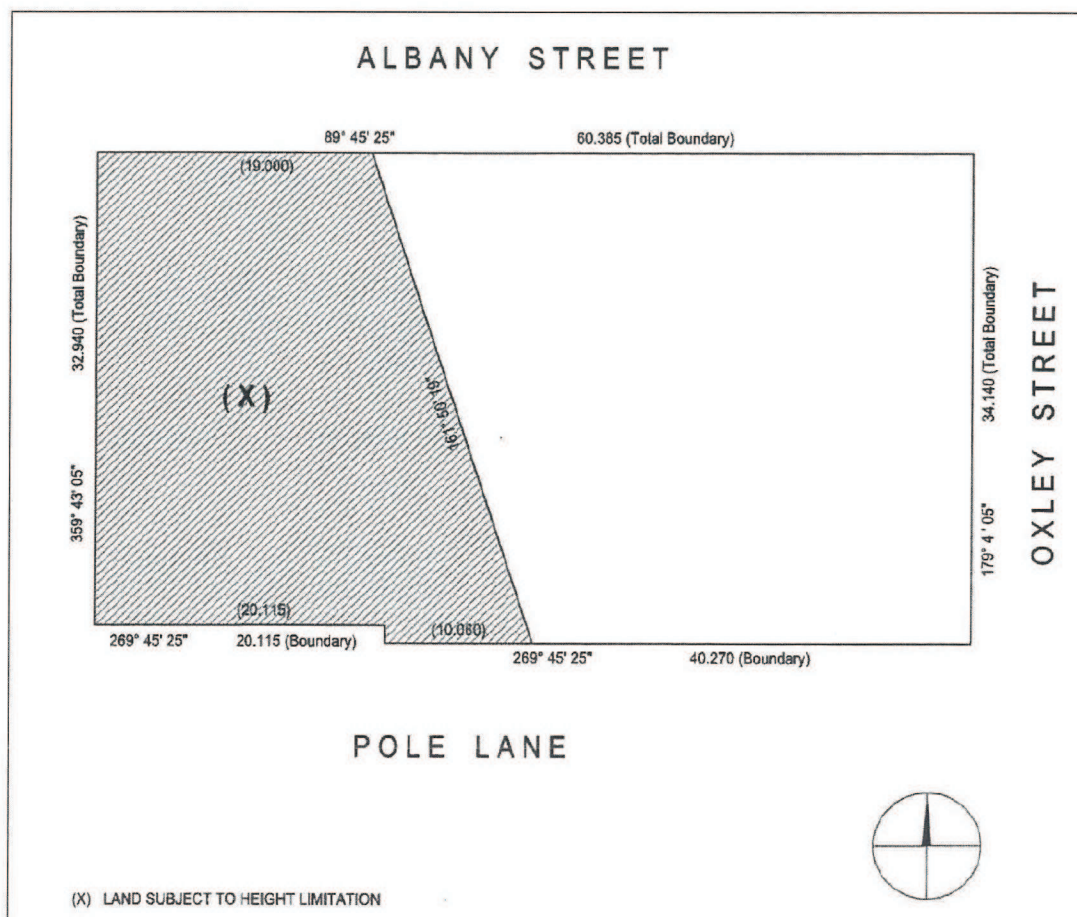 ALBANY STREET
89° 45' 25"
60.385 (Total Boundary)
(19.000)
32.940 (Total Boundary)
359° 43' 05"
(X)
161° 50' 19"
34.140 (Total Boundary)
179° 4 ' 05"
OXLEY STREET
(20.115)
(10.060)
269° 45' 25"
20.115 (Boundary)
269° 45' 25"
40.270 (Boundary)
POLE LANE
(X) LAND SUBJECT TO HEIGHT LIMITATION